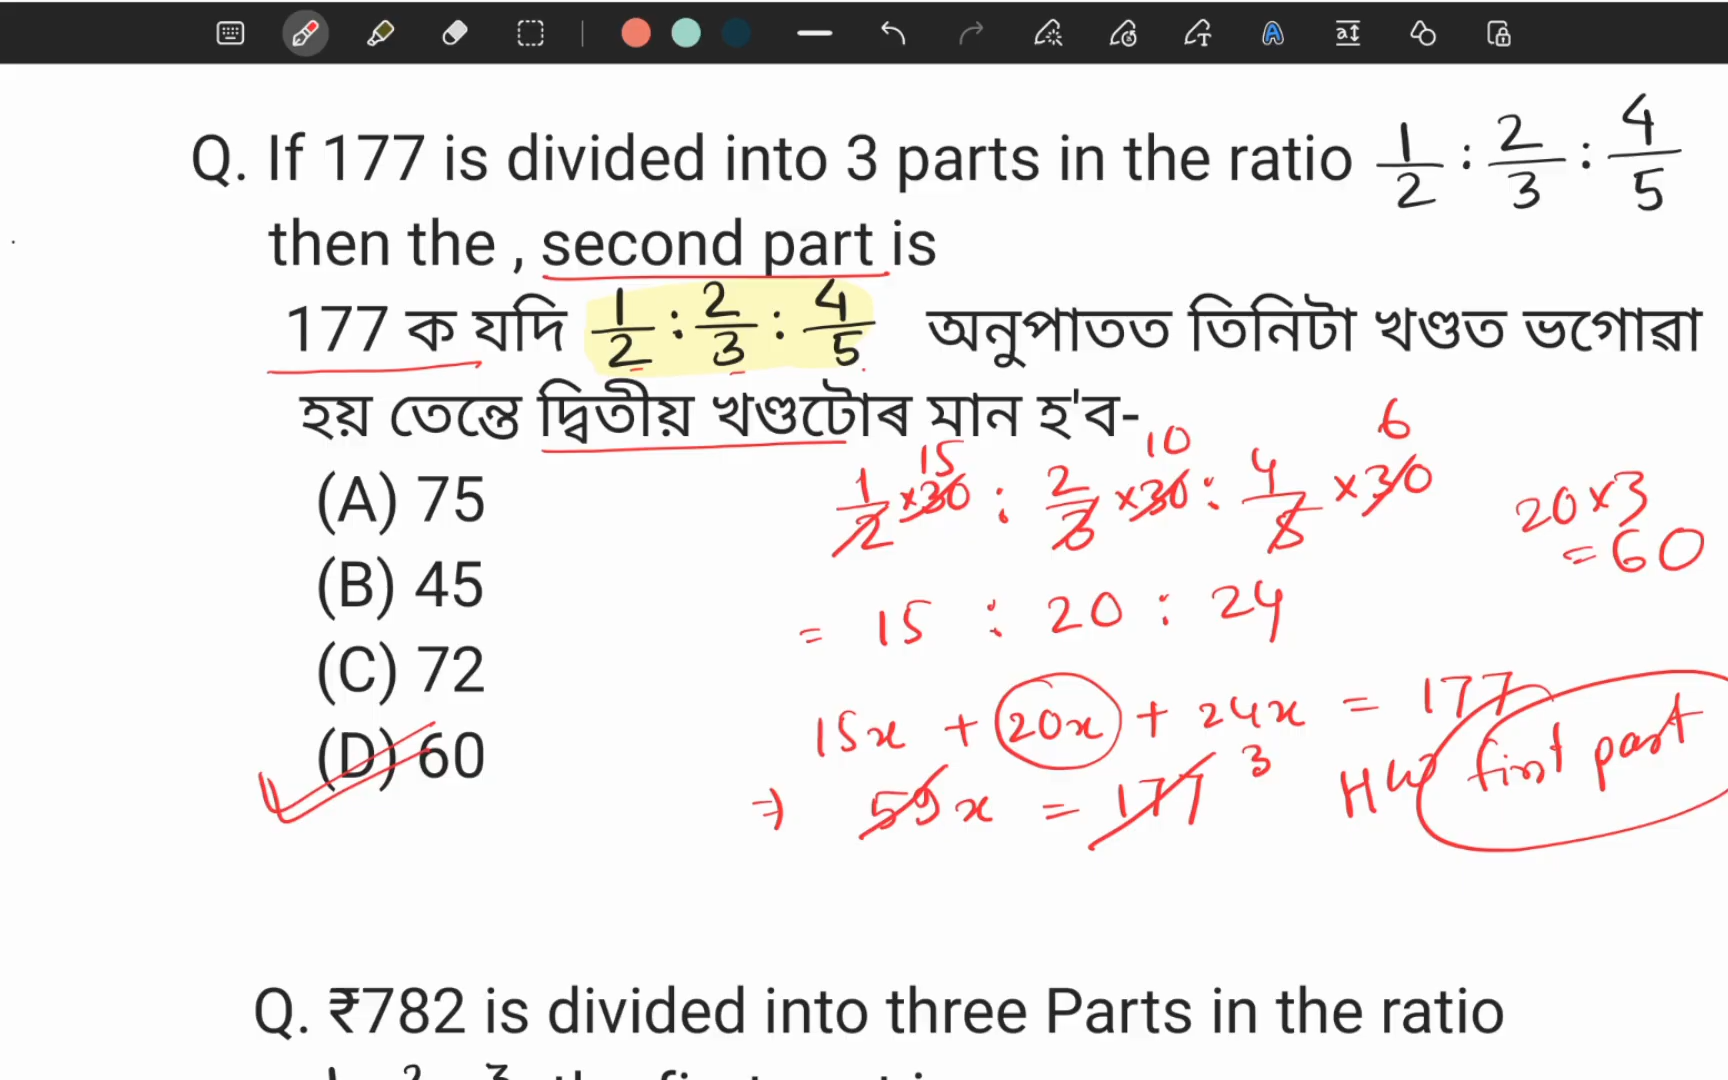 Q. If 177 is divided into 3 parts in the ratio 1/2 : 2/3 : 4/5
then the , second part is
177 ক যদি 1/2 : 2/3 : 4/5 অনুপাতত তিনিটা খণ্ডত ভগোৱা
হয় তেন্তে দ্বিতীয় খণ্ডটোৰ মান হ'ব-
(A) 75
(B) 45
(C) 72
(D) 60
15 10 6
1/2 × 30 : 2/3 × 30 : 4/5 × 30
20 × 3
= 60
= 15 : 20 : 24
15x + 20x + 24x = 177
⇒ 59x = 177 3
HW first part
Q. ₹782 is divided into three Parts in the ratio